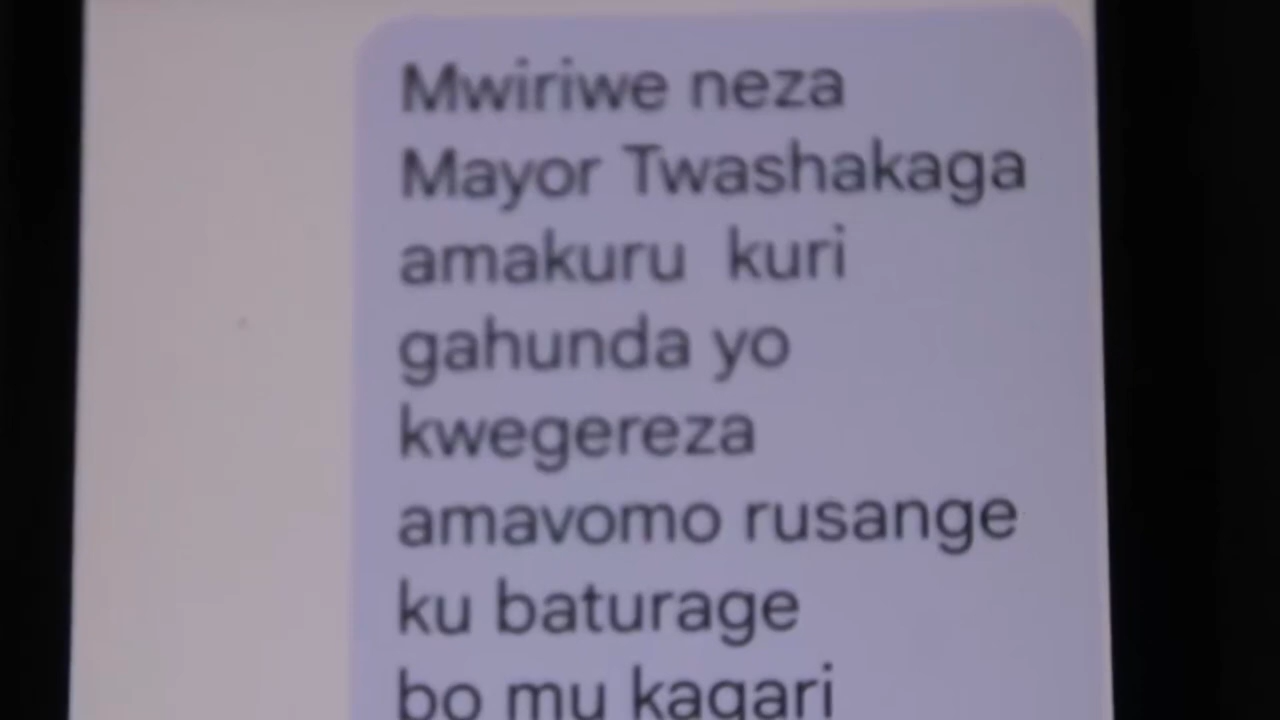 Mwiriwe neza
Mayor Twashakaga
amakuru kuri
gahunda yo
kwegereza
amavomo rusange
ku baturage
bo mu kagari